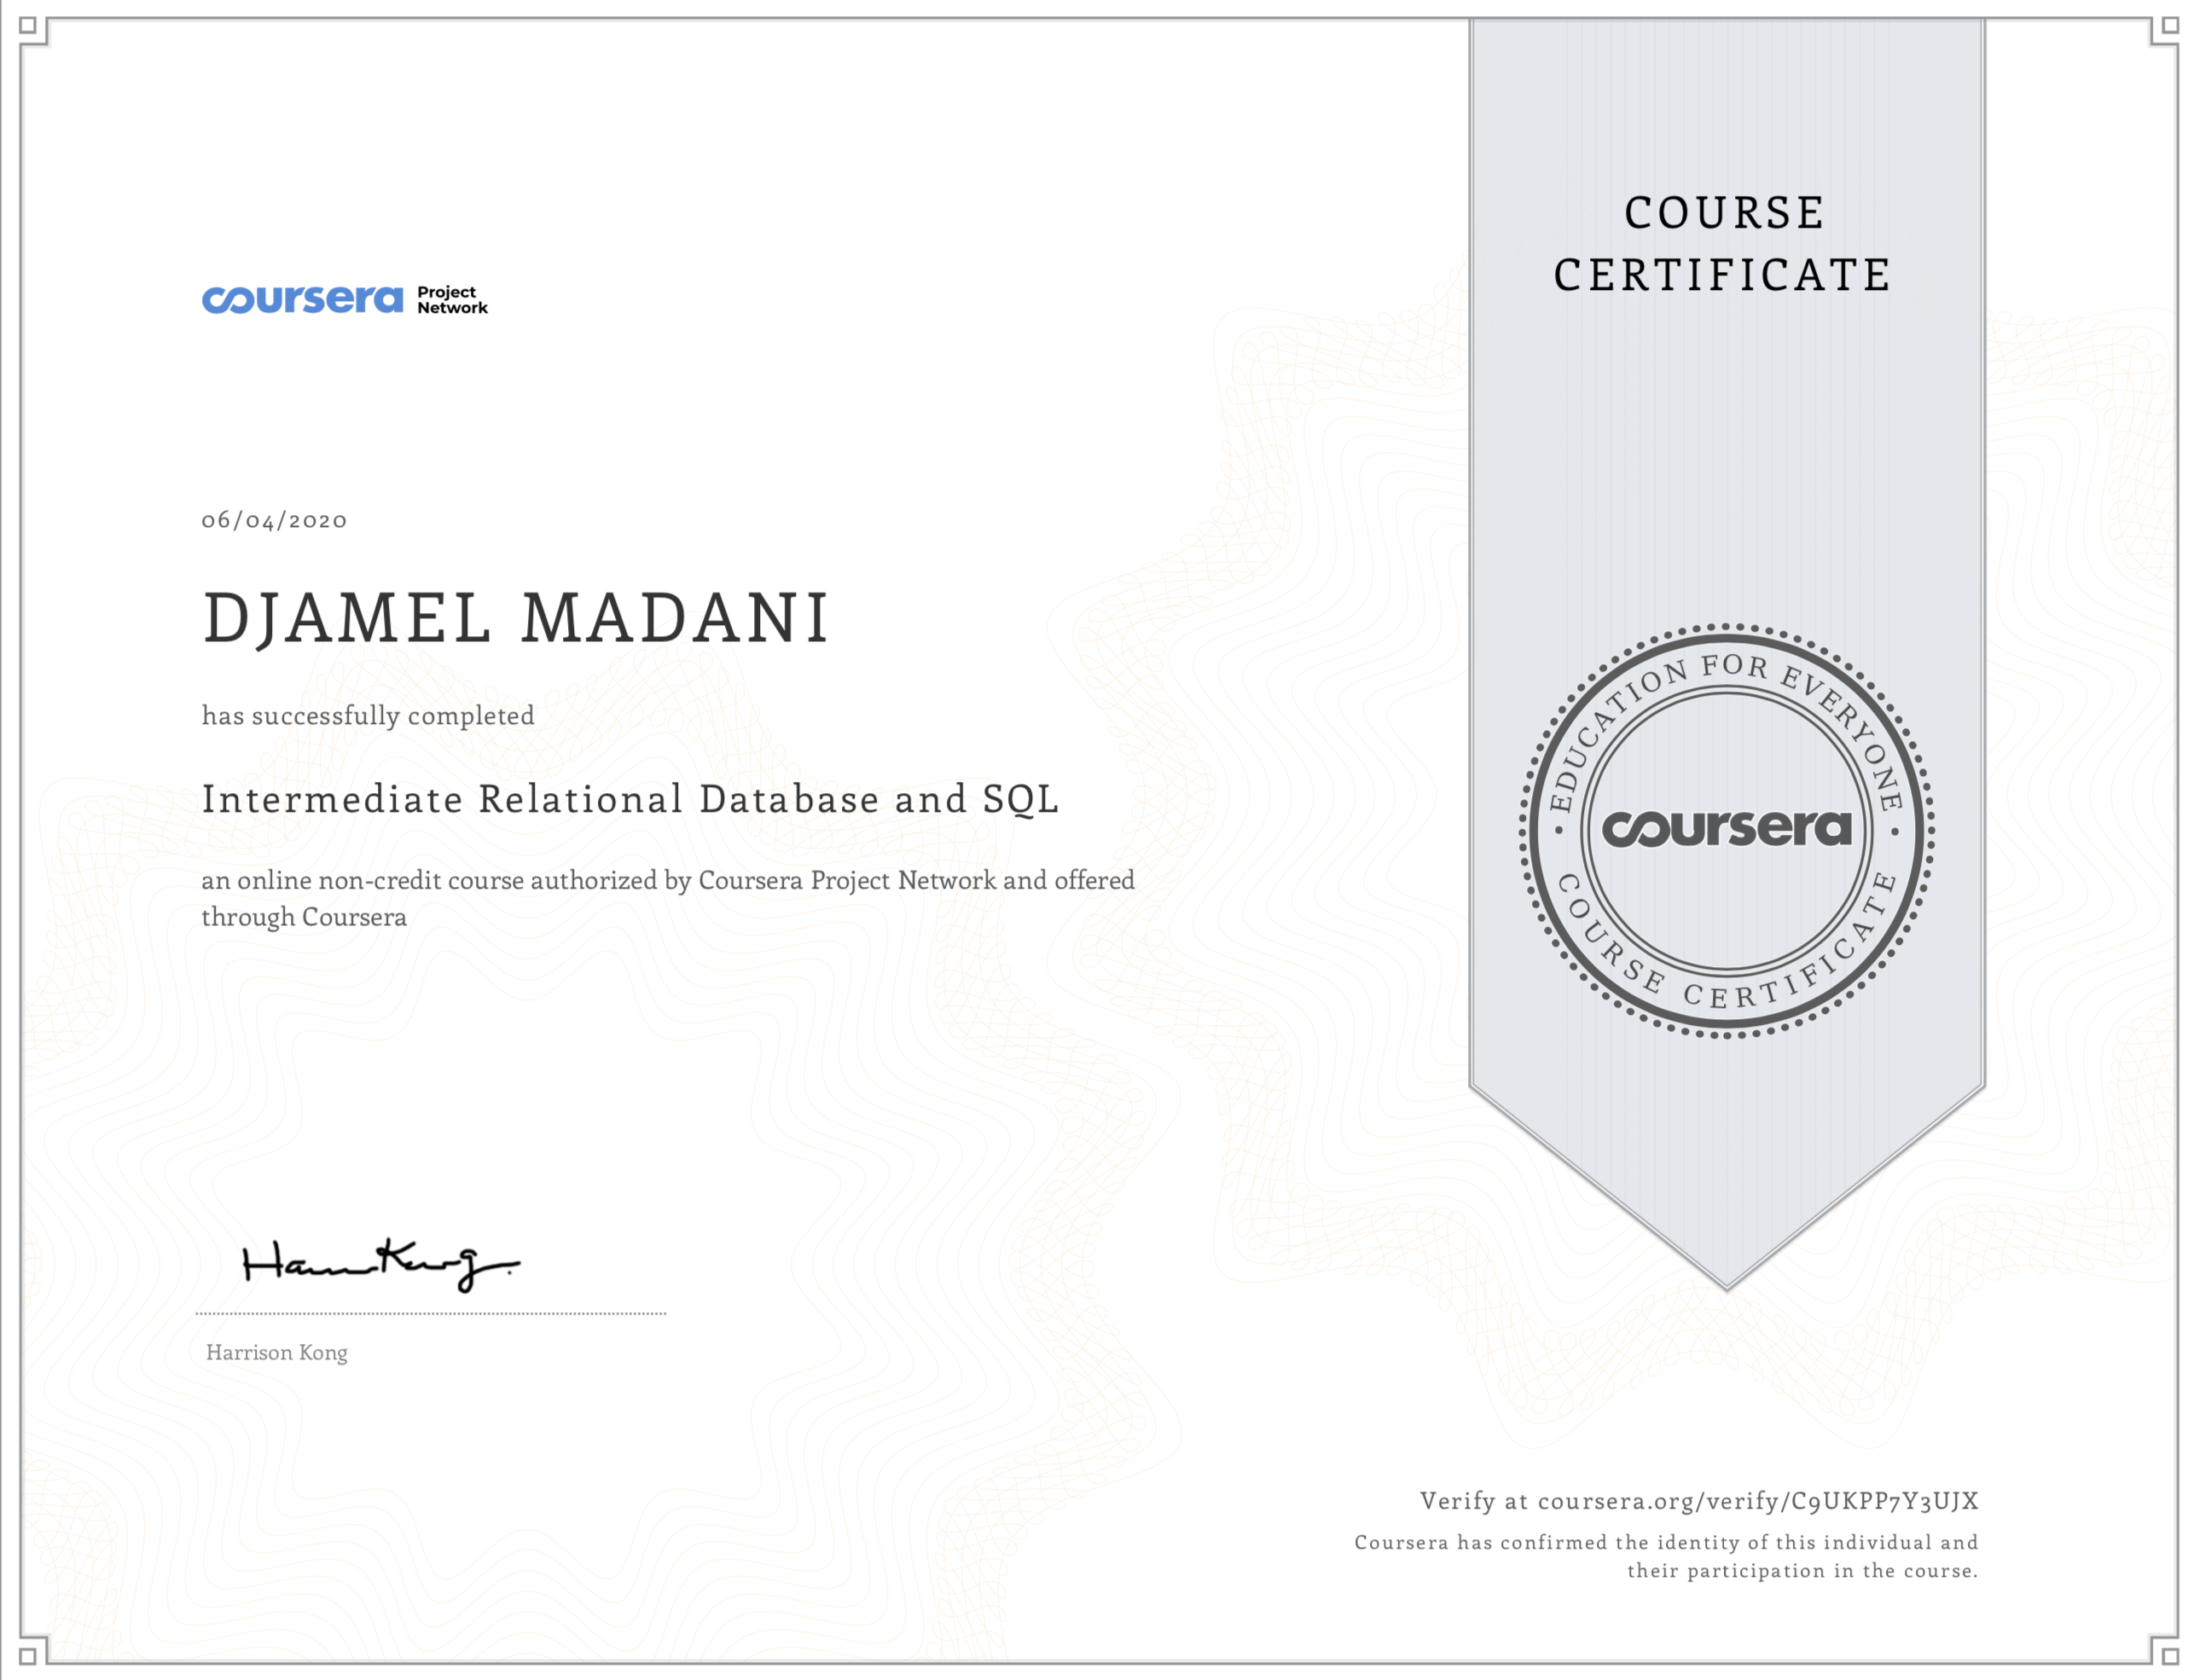 COURSE
CERTIFICATE
coursera Project
Network
06/04/2020
DJAMEL MADANI
has successfully completed
Intermediate Relational Database and SQL
an online non-credit course authorized by Coursera Project Network and offered
through Coursera
EDUCATION FOR EVERYONE
coursera
COURSE CERTIFICATE
Harrison Kong
Verify at coursera.org/verify/C9UKPP7Y3UJX
Coursera has confirmed the identity of this individual and
their participation in the course.